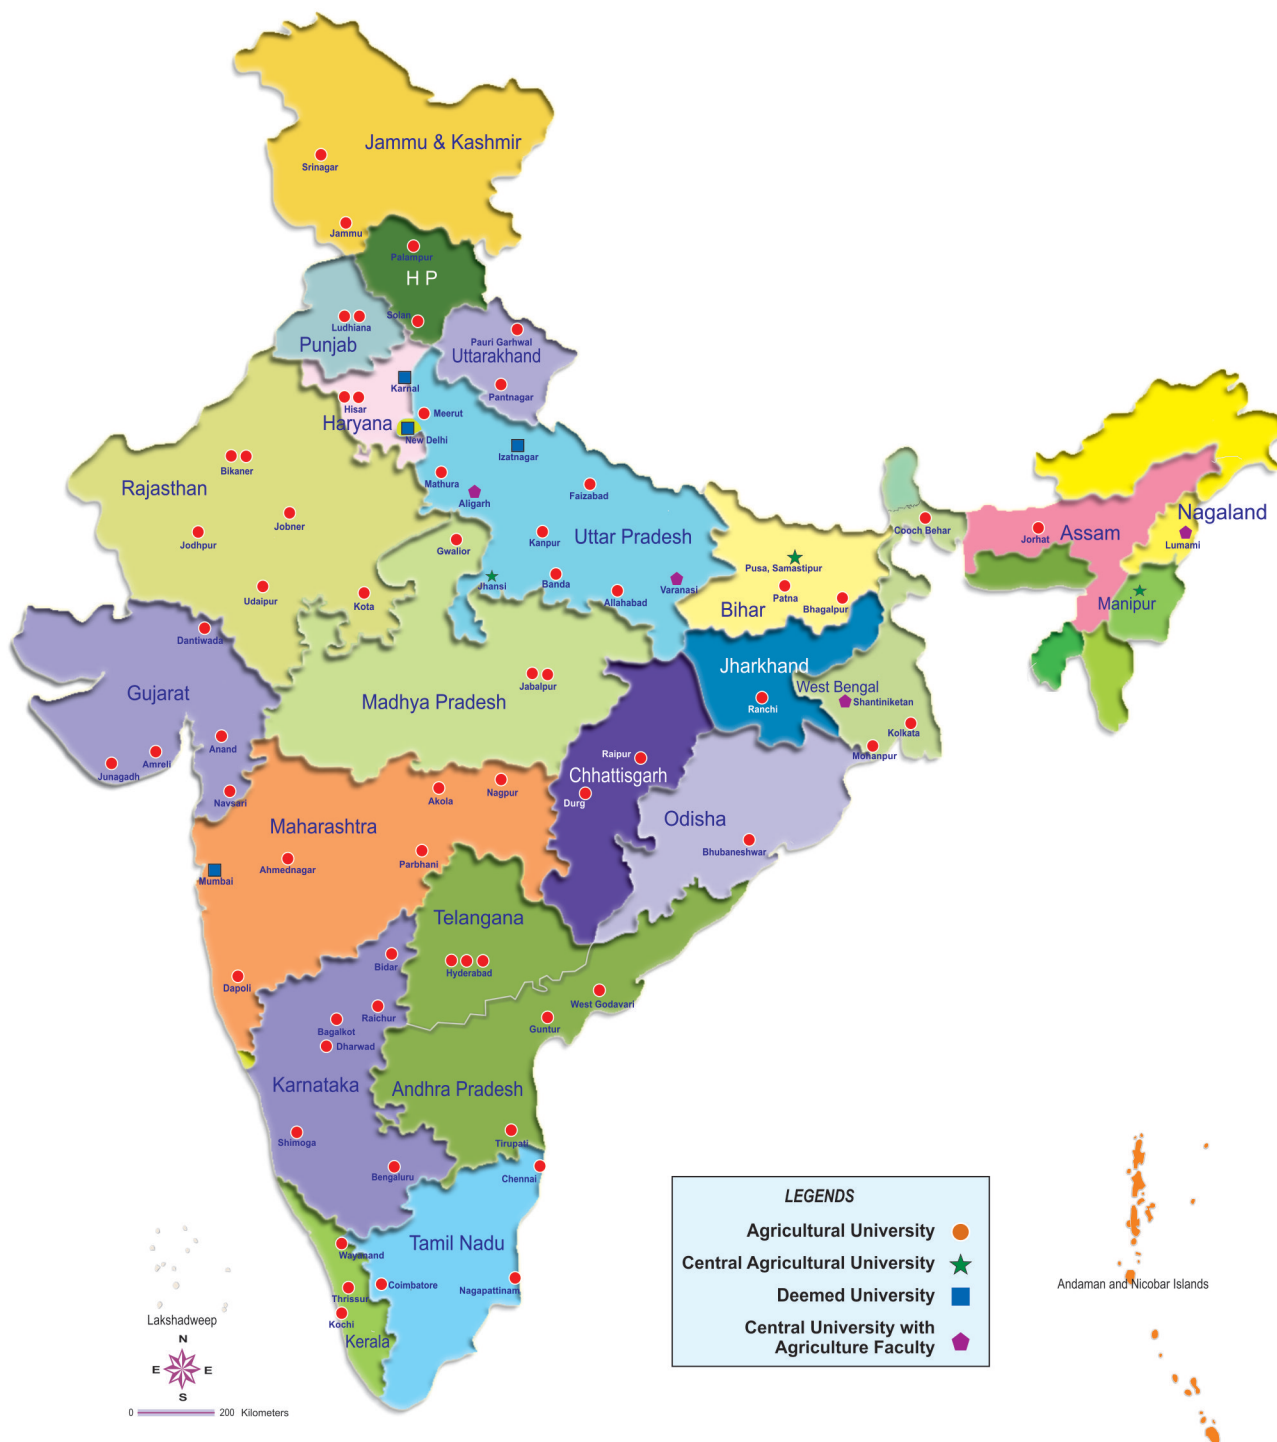 Jammu & Kashmir
Srinagar
Jammu
Palampur
H P
Solan
Ludhiana
Punjab
Pauri Garhwal
Uttarakhand
Pantnagar
Karnal
Hisar
Haryana
Meerut
New Delhi
Izatnagar
Bikaner
Rajasthan
Mathura
Aligarh
Faizabad
Jobner
Jodhpur
Gwalior
Kanpur
Uttar Pradesh
Cooch Behar
Jorhat
Assam
Nagaland
Lumami
Pusa, Samastipur
Jhansi
Banda
Varanasi
Udaipur
Kota
Allahabad
Patna
Bihar
Bhagalpur
Manipur
Dantiwada
Gujarat
Madhya Pradesh
Jabalpur
Jharkhand
Ranchi
West Bengal
Shantiniketan
Kolkata
Mohanpur
Anand
Amreli
Junagadh
Navsari
Raipur
Chhattisgarh
Durg
Nagpur
Akola
Maharashtra
Odisha
Bhubaneshwar
Parbhani
Ahmednagar
Mumbai
Telangana
Bidar
Hyderabad
Dapoli
West Godavari
Raichur
Bagalkot
Guntur
Dharwad
Karnataka
Andhra Pradesh
Shimoga
Tirupati
Bengaluru
Chennai
Wayanand
Tamil Nadu
Coimbatore
Nagapattinam
Thrissur
Kochi
Kerala
LEGENDS
Agricultural University
Central Agricultural University
Deemed University
Central University with
Agriculture Faculty
Andaman and Nicobar Islands
Lakshadweep
N
E E
S
0 200 Kilometers